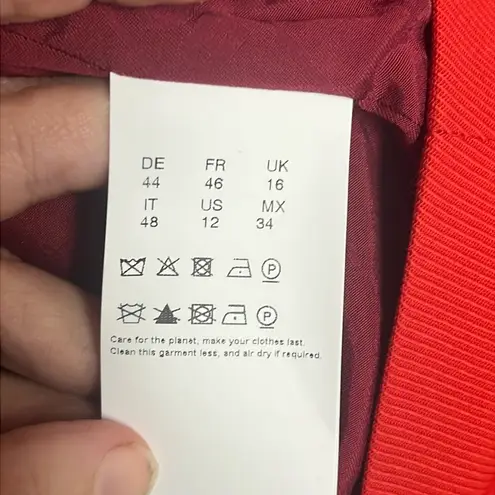 DE FR UK
44 46 16
IT US MX
48 12 34
P
P
Care for the planet, make your clothes last.
Clean this garment less, and air dry if required.